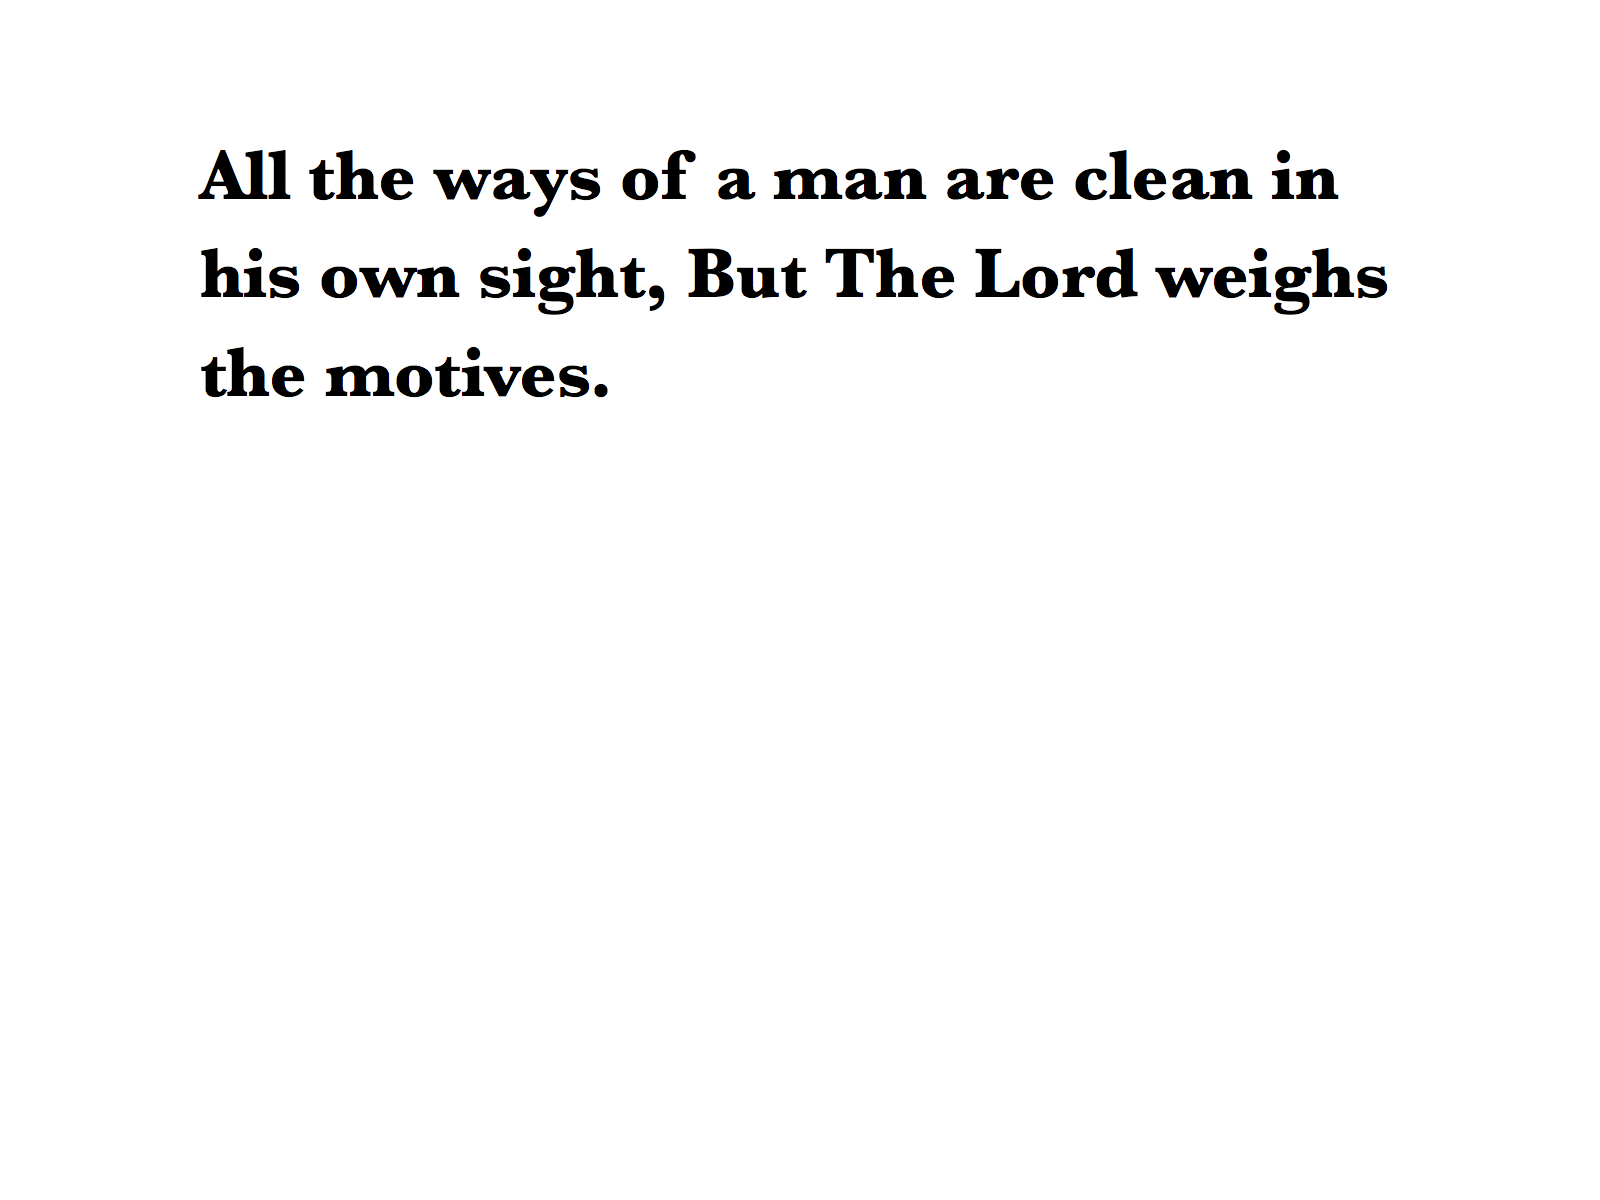 All the ways of a man are clean in
his own sight, But The Lord weighs
the motives.